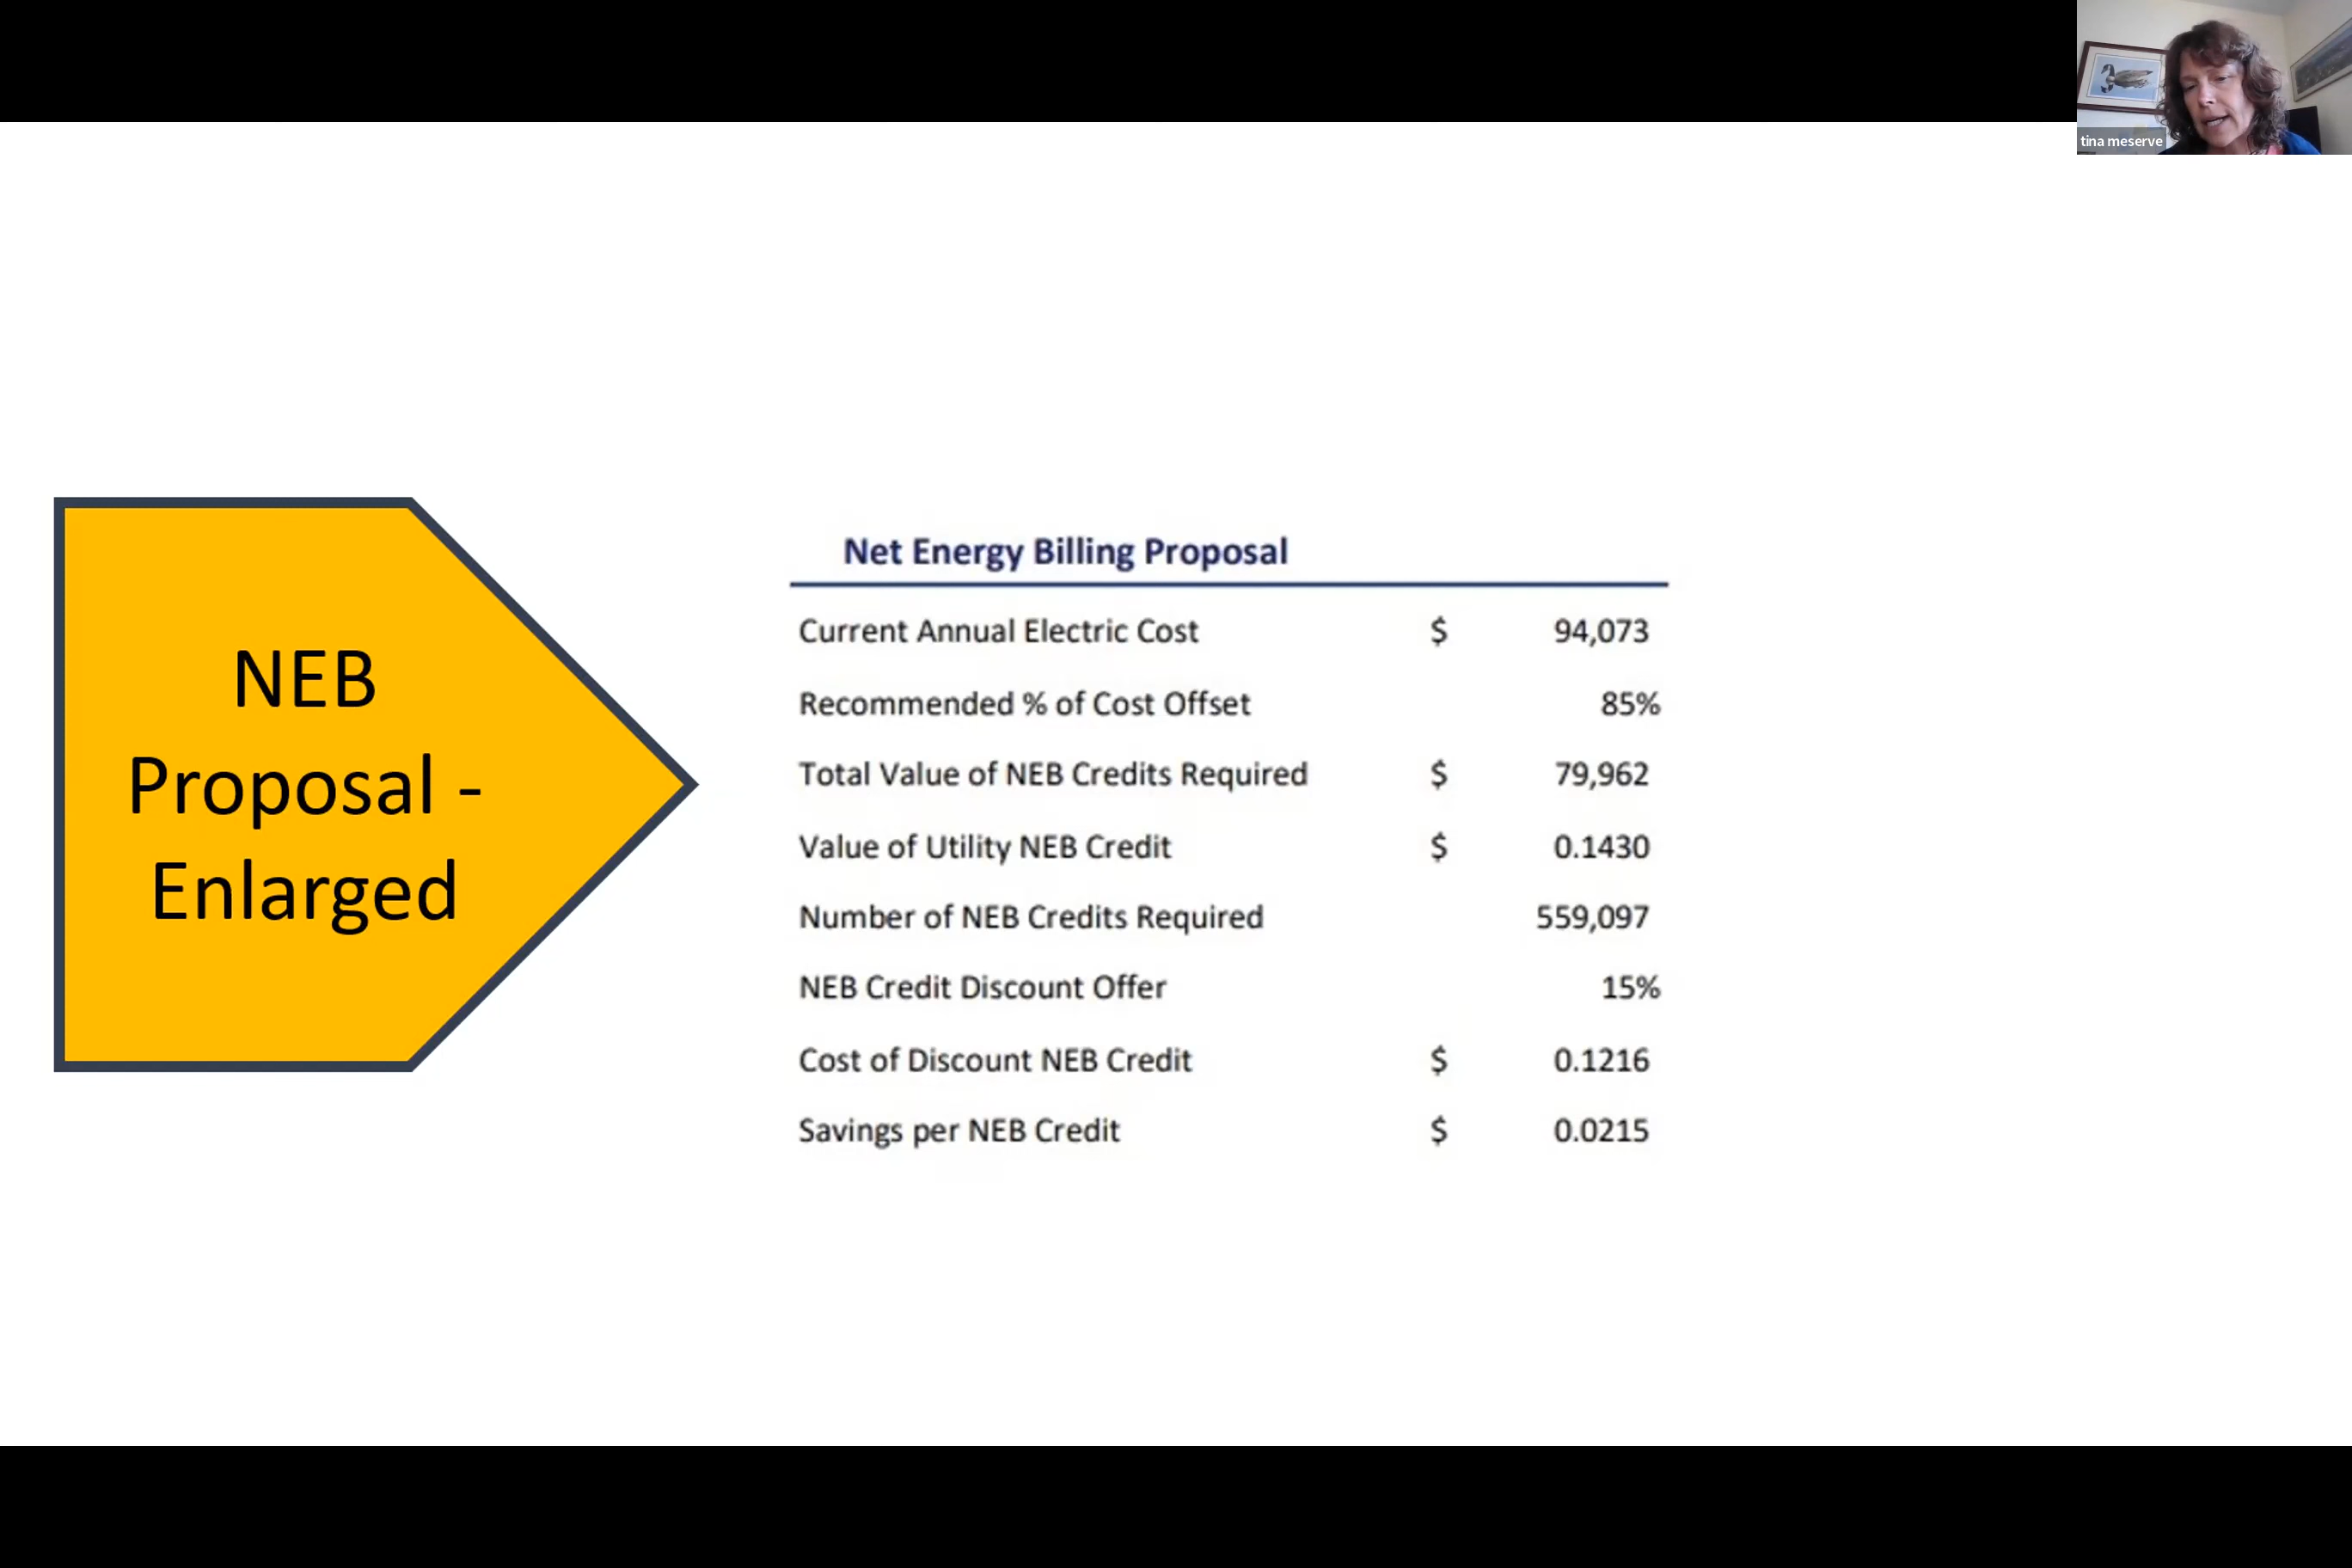 tina meserve
NEB
Proposal -
Enlarged
Net Energy Billing Proposal
Current Annual Electric Cost $ 94,073
Recommended % of Cost Offset 85%
Total Value of NEB Credits Required $ 79,962
Value of Utility NEB Credit $ 0.1430
Number of NEB Credits Required 559,097
NEB Credit Discount Offer 15%
Cost of Discount NEB Credit $ 0.1216
Savings per NEB Credit $ 0.0215